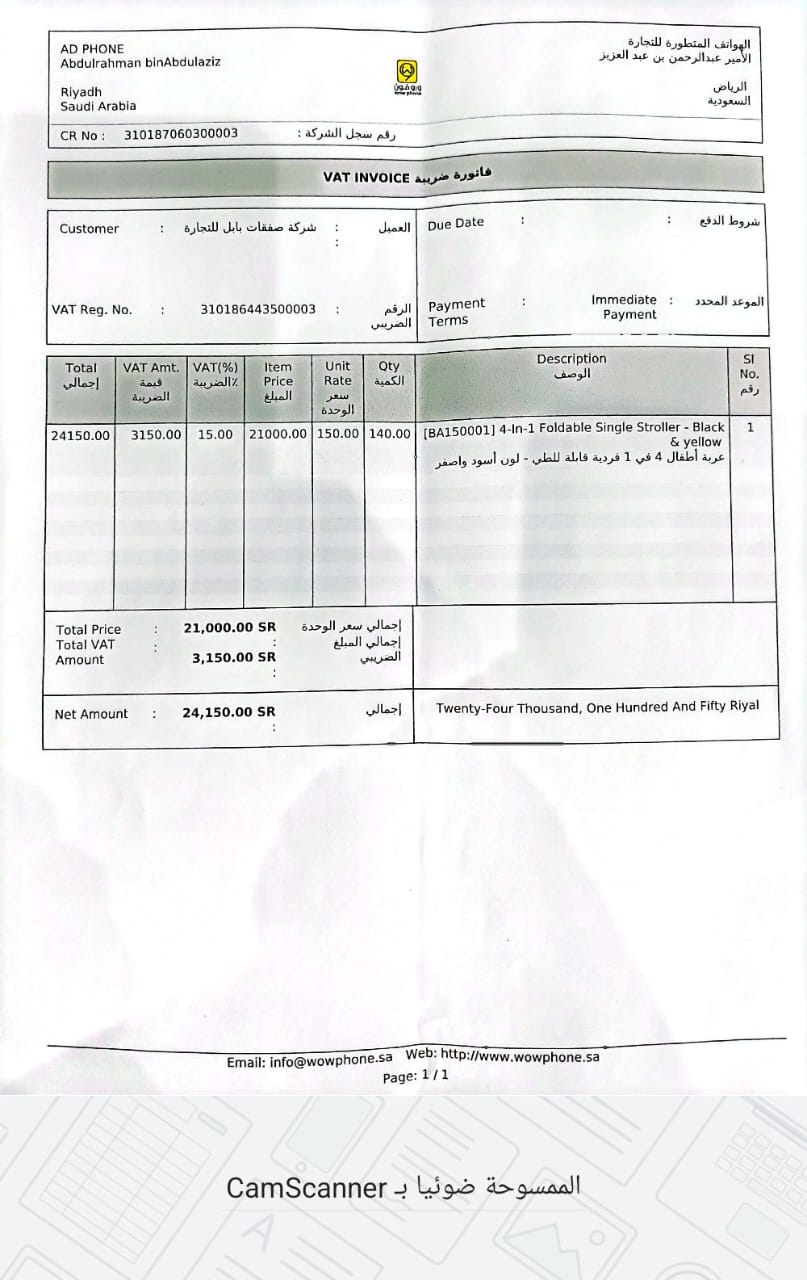 AD PHONE
Abdulrahman binAbdulaziz
Riyadh
Saudi Arabia
الهواتف المتطورة للتجارة
الأمير عبدالرحمن بن عبد العزيز
الرياض
السعودية
وو فون
wow phone
CR No : 310187060300003 رقم سجل الشركة :
VAT INVOICE فاتورة ضريبة
Customer : شركة صفقات بابل للتجارة : العميل
:
VAT Reg. No. : 310186443500003 : الرقم الضريبي
Due Date : : شروط الدفع
Payment Terms : Immediate Payment : الموعد المحدد
Total إجمالي
VAT Amt. قيمة الضريبة
VAT(%) الضريبة٪
Item Price المبلغ
Unit Rate سعر الوحدة
Qty الكمية
Description الوصف
SI No. رقم
24150.00 3150.00 15.00 21000.00 150.00 140.00 [BA150001] 4-In-1 Foldable Single Stroller - Black 1
& yellow
عربة أطفال 4 في 1 فردية قابلة للطي - لون أسود واصفر
Total Price : 21,000.00 SR إجمالي سعر الوحدة
:
Total VAT Amount : 3,150.00 SR إجمالي المبلغ الضريبي
:
Net Amount : 24,150.00 SR إجمالي
:
Twenty-Four Thousand, One Hundred And Fifty Riyal
Email: info@wowphone.sa Web: http://www.wowphone.sa
Page: 1 / 1
الممسوحة ضوئيا بـ CamScanner